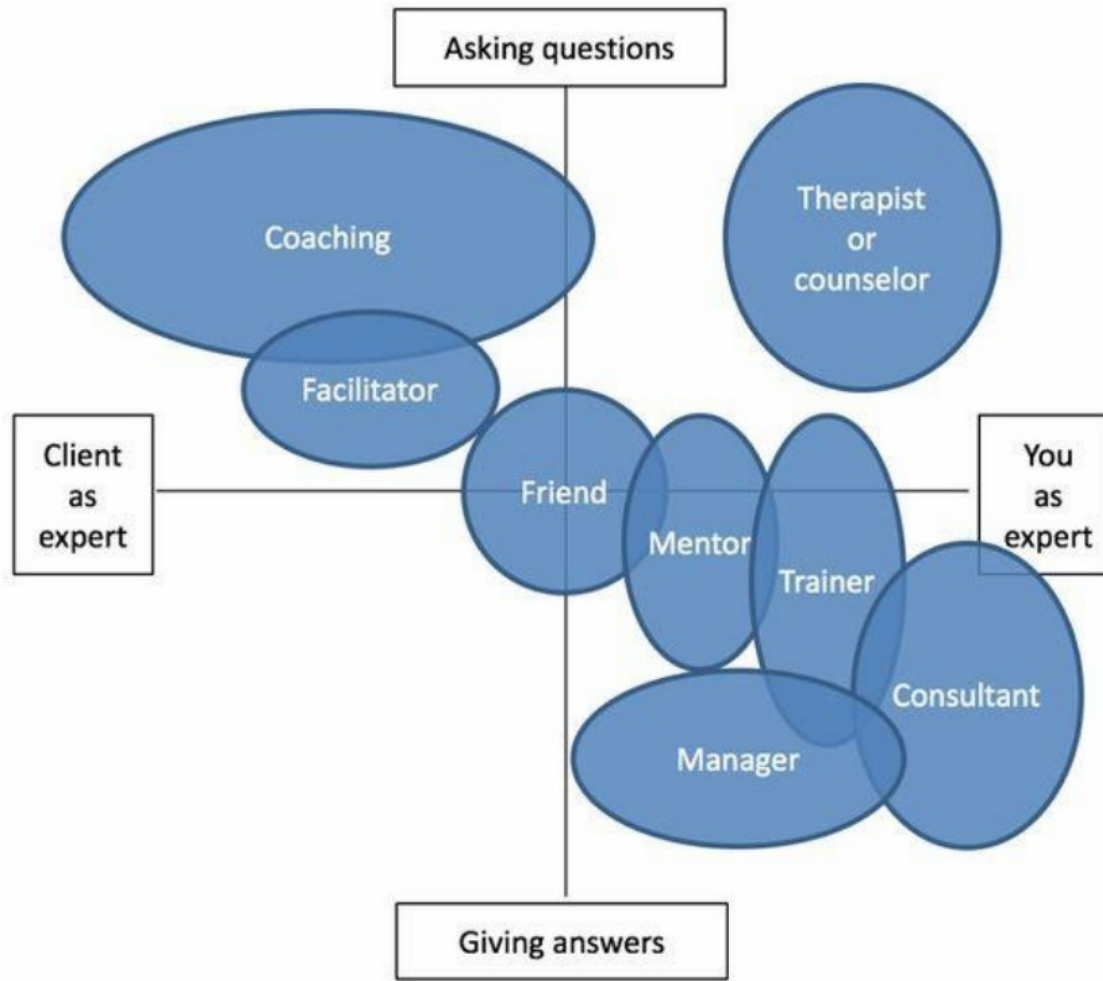 Asking questions
Therapist
or
counselor
Coaching
Facilitator
Client
as
expert
Friend
Mentor
Trainer
You
as
expert
Consultant
Manager
Giving answers